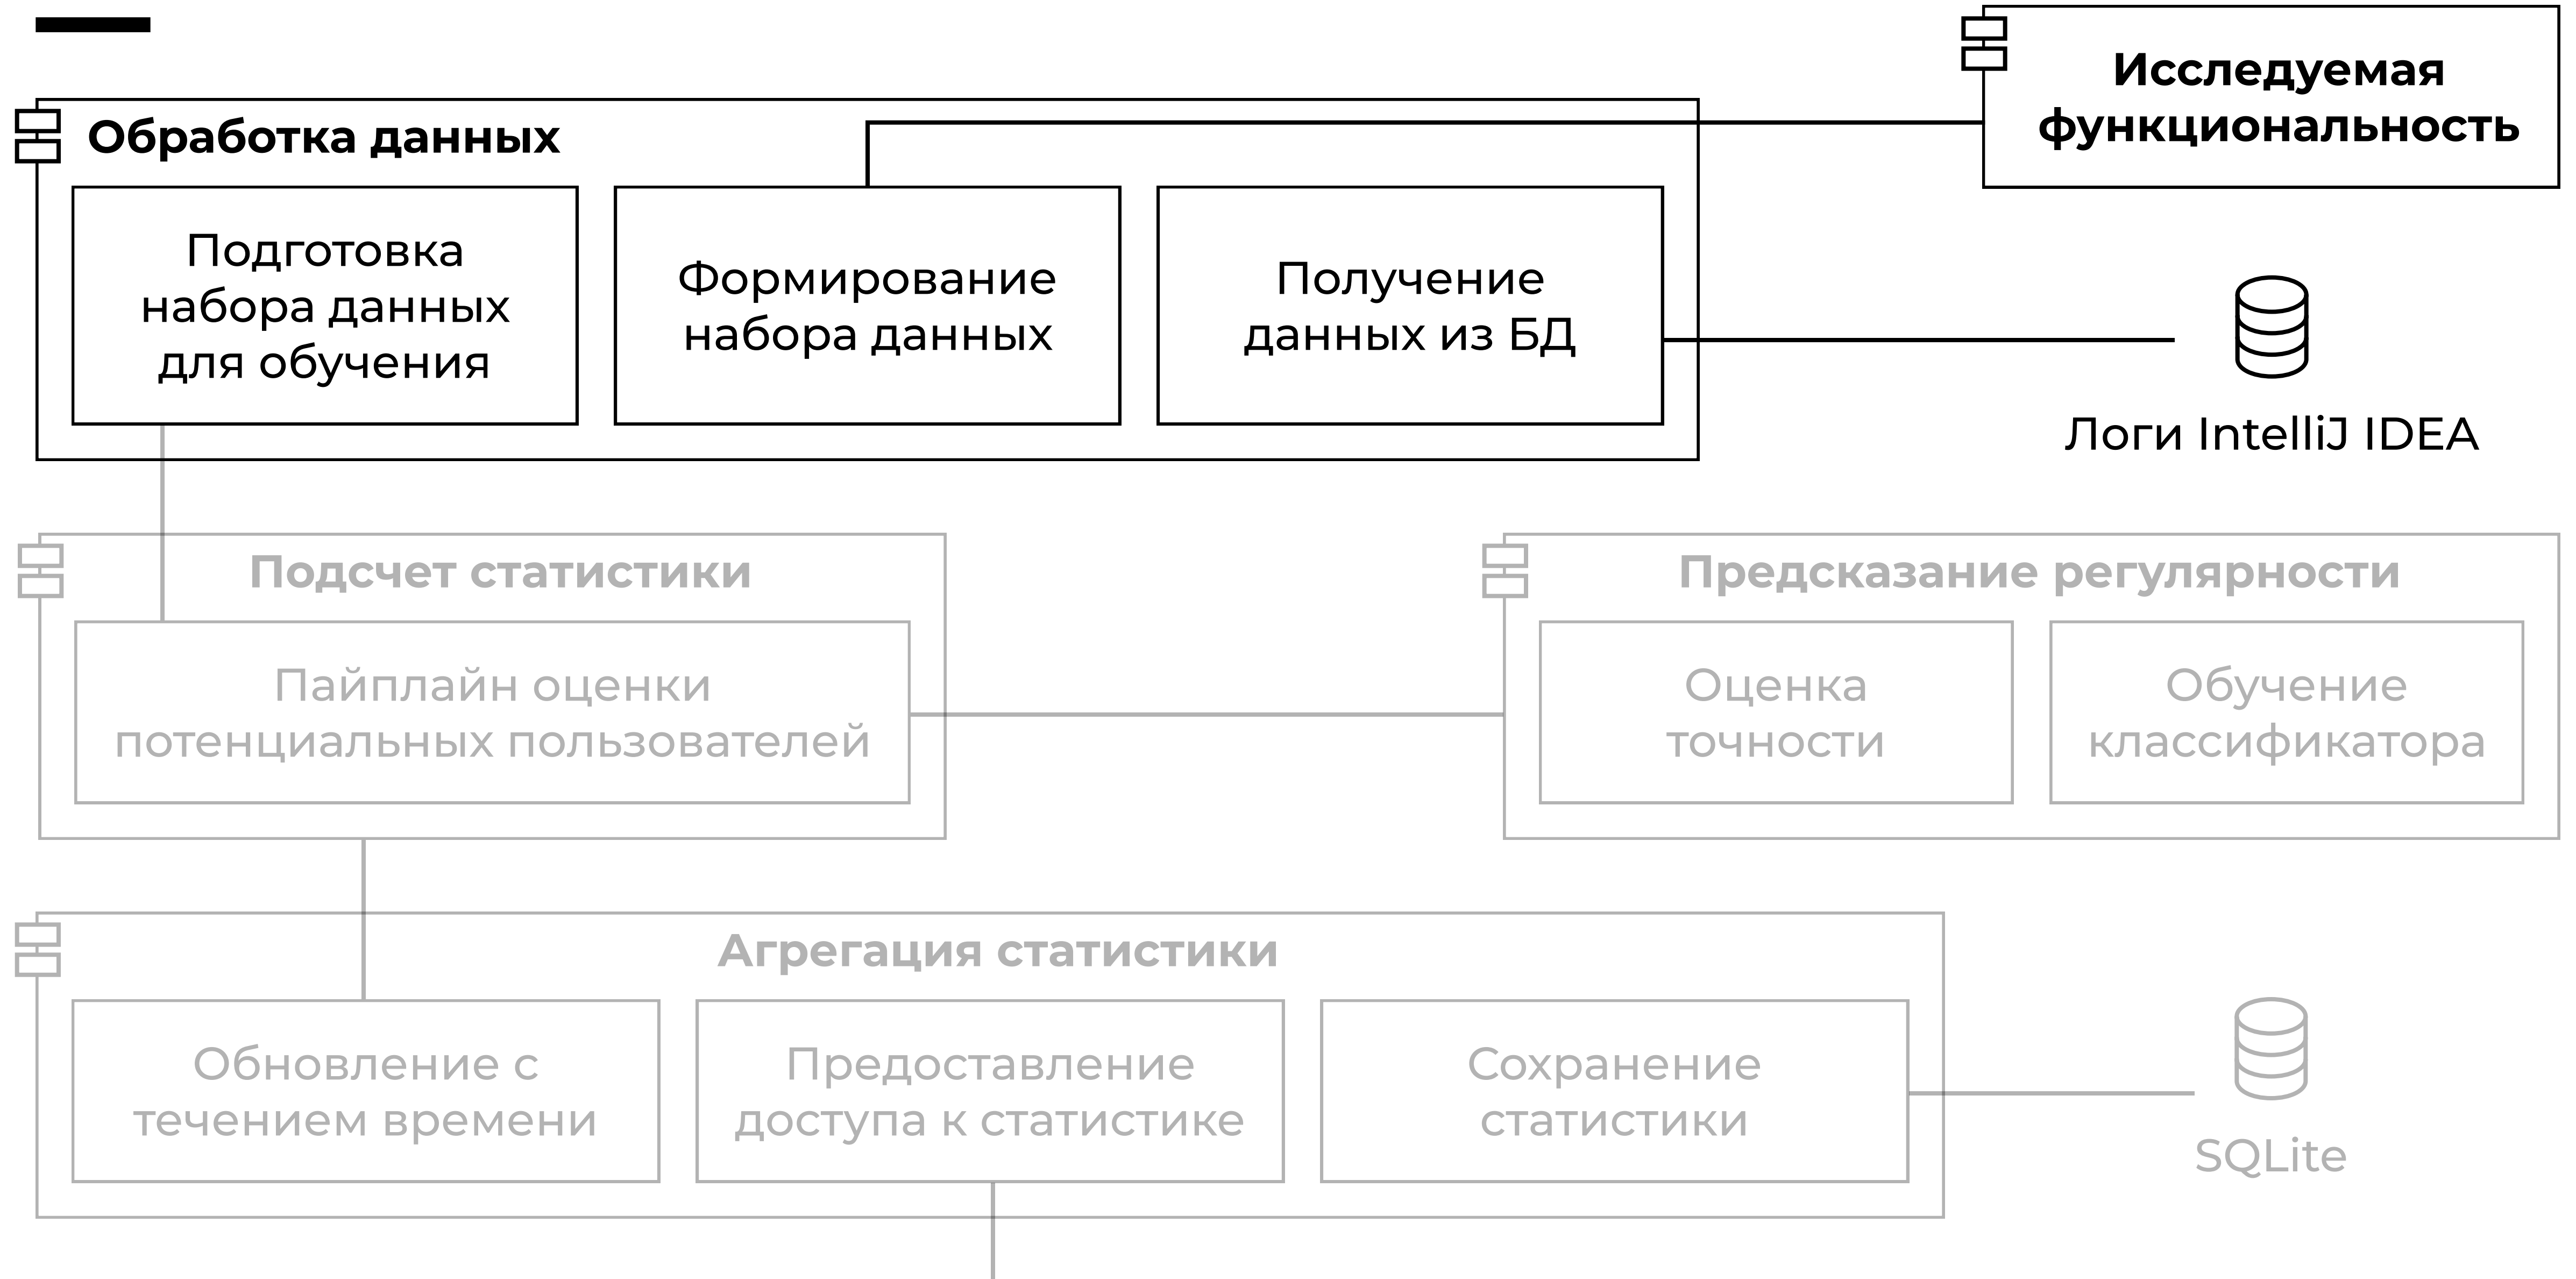 Исследуемая
функциональность
Обработка данных
Подготовка
набора данных
для обучения
Формирование
набора данных
Получение
данных из БД
Логи IntelliJ IDEA
Подсчет статистики
Пайплайн оценки
потенциальных пользователей
Предсказание регулярности
Оценка
точности
Обучение
классификатора
Агрегация статистики
Обновление с
течением времени
Предоставление
доступа к статистике
Сохранение
статистики
SQLite